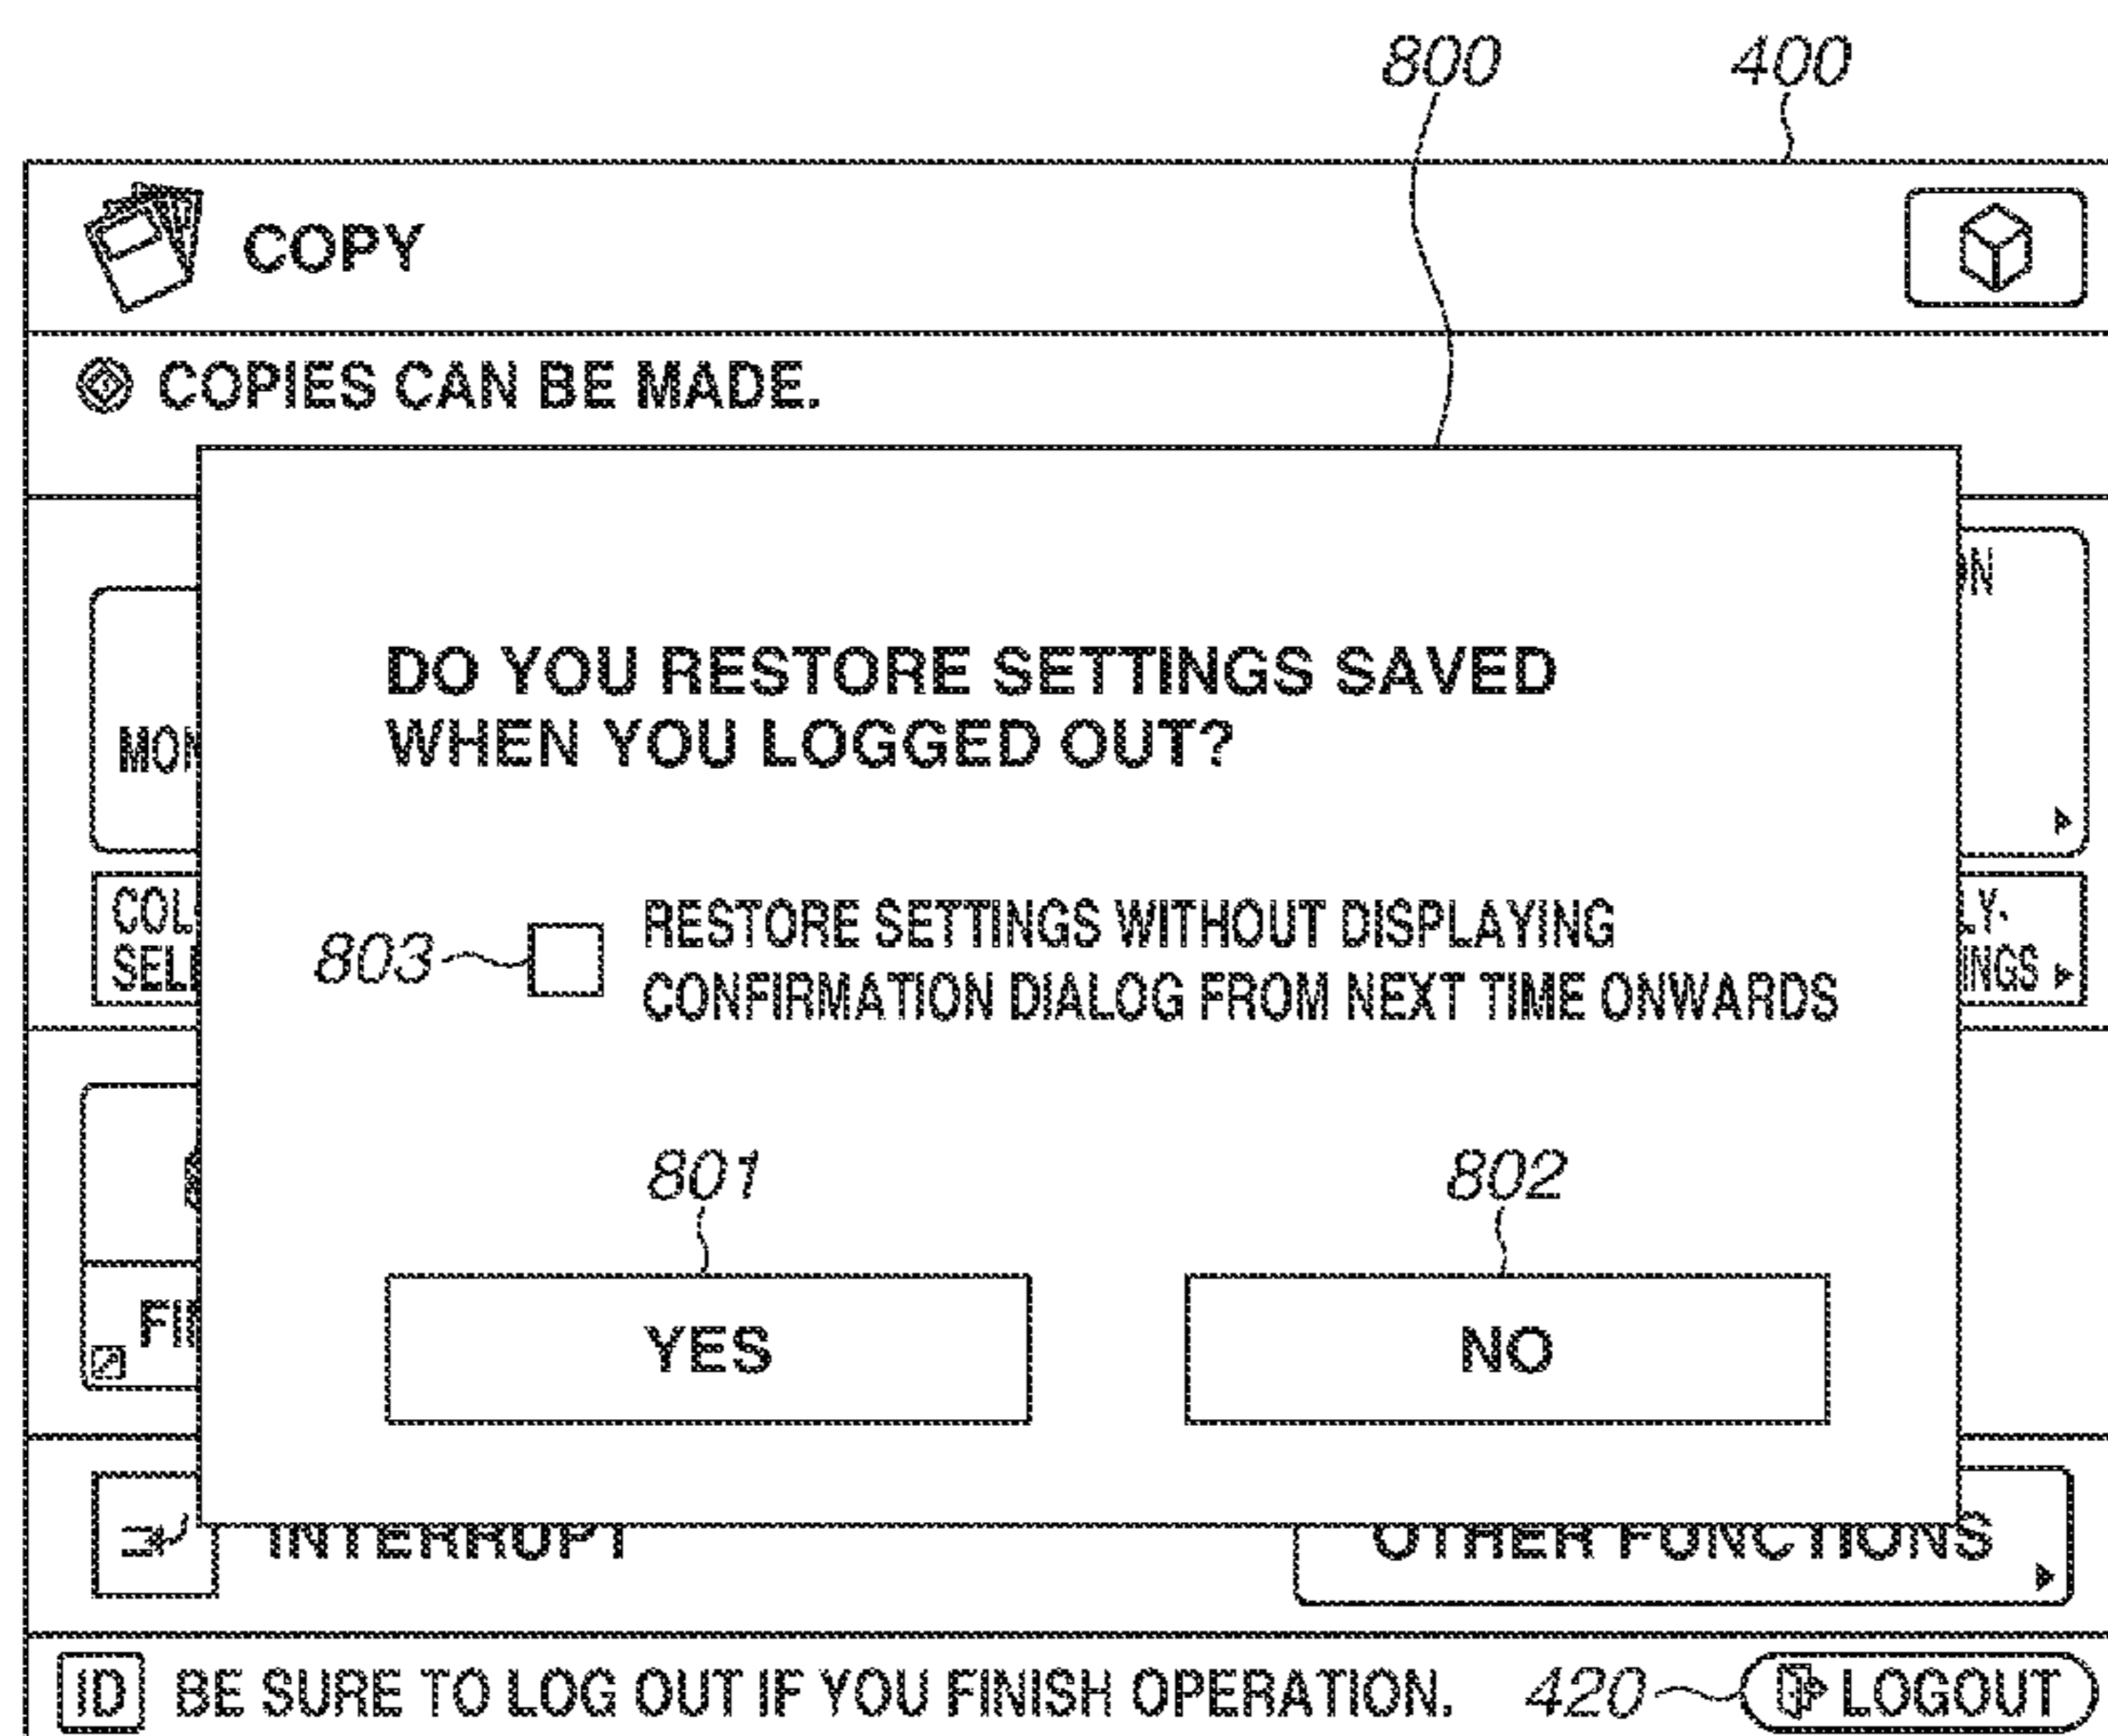 800 400
COPY
COPIES CAN BE MADE.
DO YOU RESTORE SETTINGS SAVED
WHEN YOU LOGGED OUT?
803 RESTORE SETTINGS WITHOUT DISPLAYING
CONFIRMATION DIALOG FROM NEXT TIME ONWARDS
801 802
YES NO
INTERRUPT OTHER FUNCTIONS
ID BE SURE TO LOG OUT IF YOU FINISH OPERATION. 420 LOGOUT